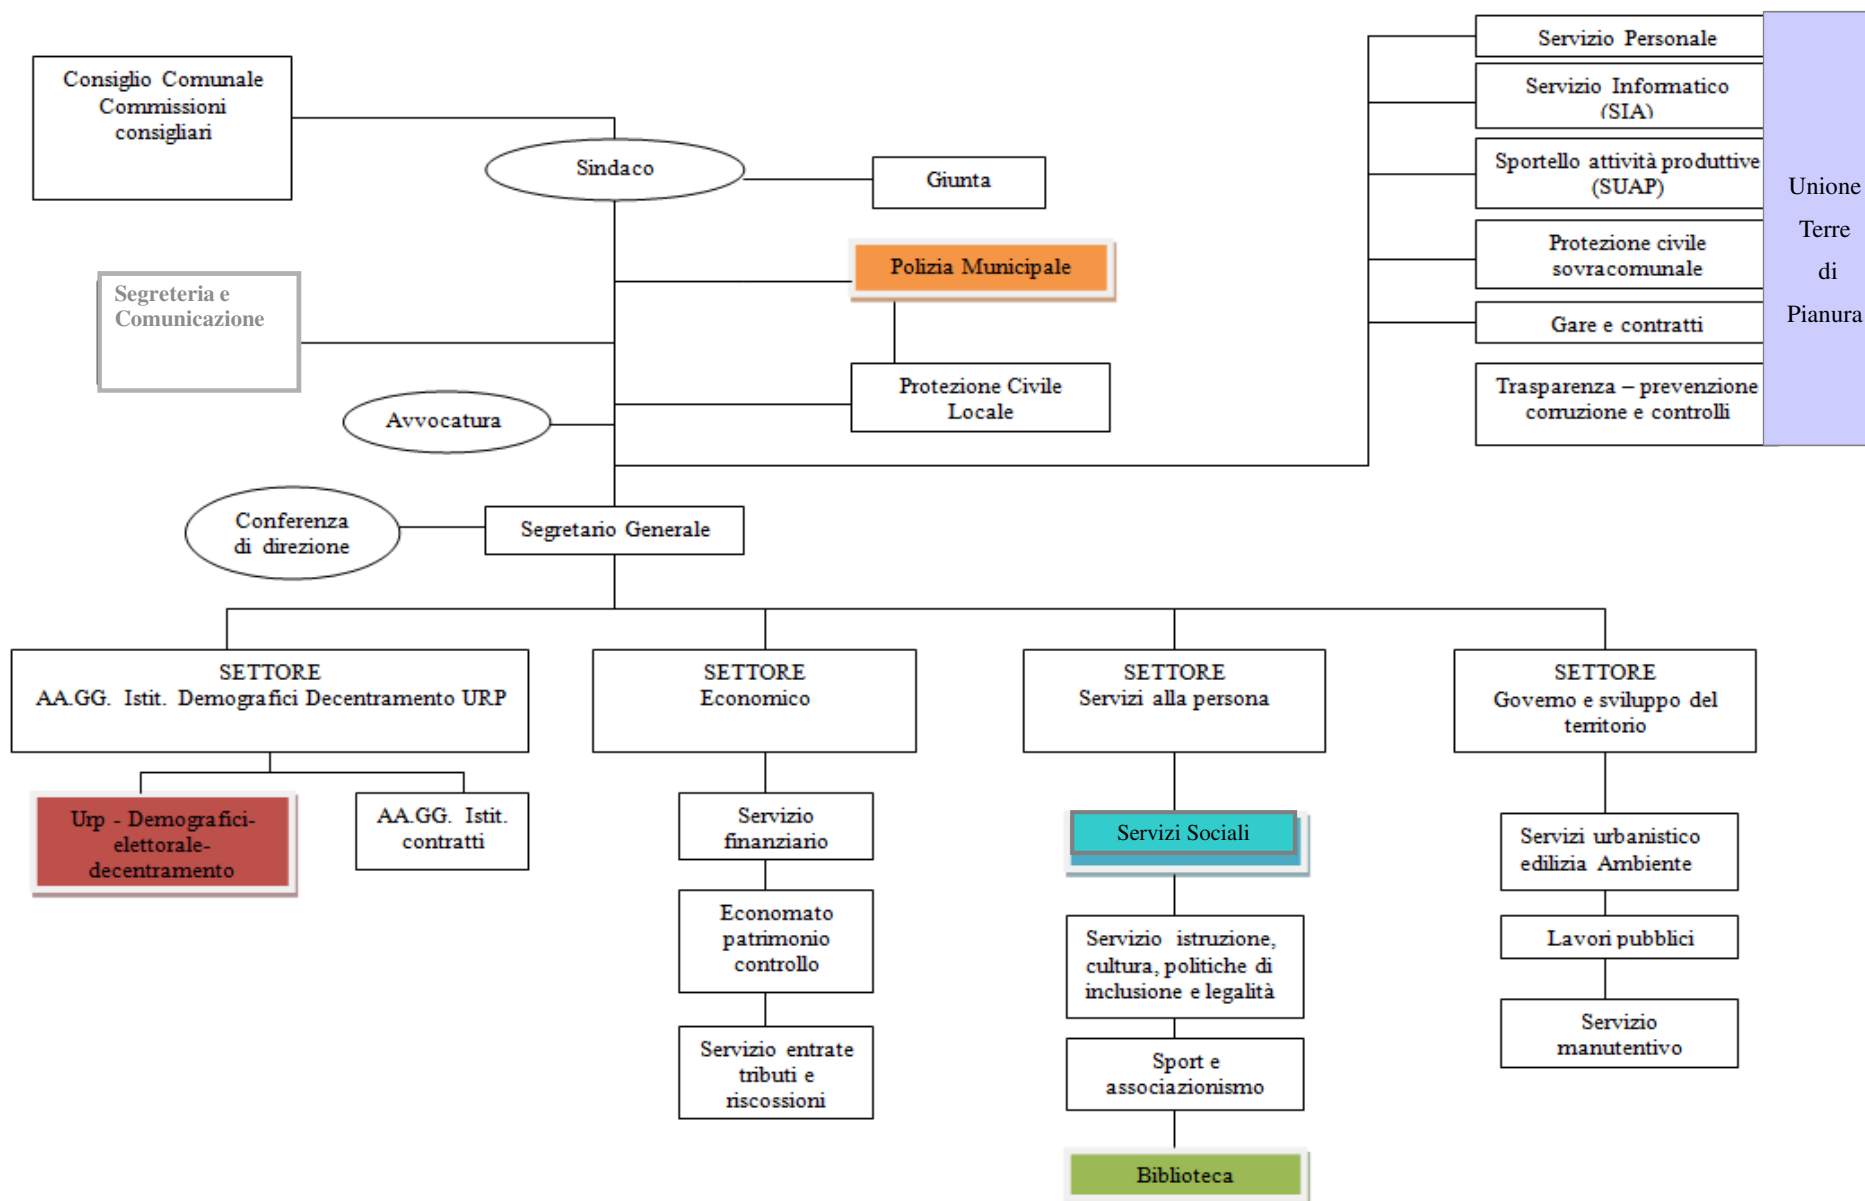 Consiglio Comunale
Commissioni
consigliari
Sindaco
Giunta
Servizio Personale
Servizio Informatico
(SIA)
Sportello attività produttive
(SUAP)
Protezione civile
sovracomunale
Gare e contratti
Trasparenza – prevenzione
corruzione e controlli
Unione
Terre
di
Pianura
Polizia Municipale
Segreteria e
Comunicazione
Protezione Civile
Locale
Avvocatura
Conferenza
di direzione
Segretario Generale
SETTORE
AA.GG. Istit. Demografici Decentramento URP
SETTORE
Economico
SETTORE
Servizi alla persona
SETTORE
Governo e sviluppo del
territorio
Urp - Demografici-
elettorale-
decentramento
AA.GG. Istit.
contratti
Servizio
finanziario
Economato
patrimonio
controllo
Servizio entrate
tributi e
riscossioni
Servizi Sociali
Servizio istruzione,
cultura, politiche di
inclusione e legalità
Sport e
associazionismo
Biblioteca
Servizi urbanistico
edilizia Ambiente
Lavori pubblici
Servizio
manutentivo